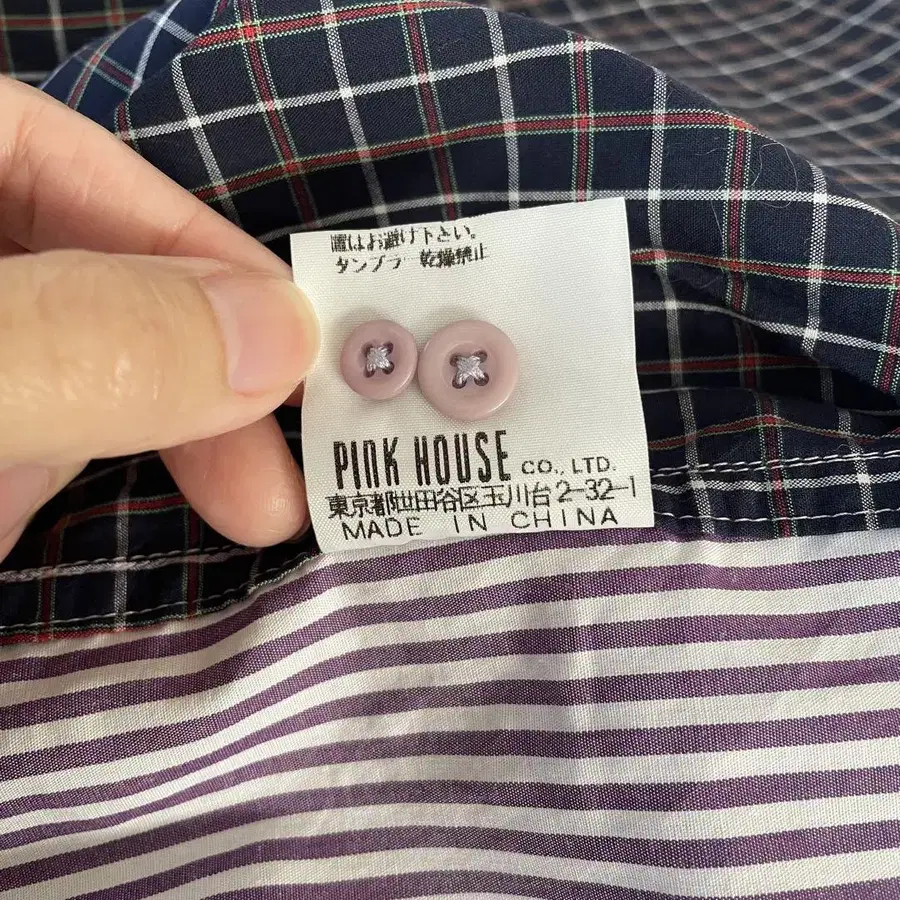 置はお避け下さい。
タンブラー乾燥禁止
PINK HOUSE CO., LTD.
東京都世田谷区玉川台2-32-1
MADE IN CHINA